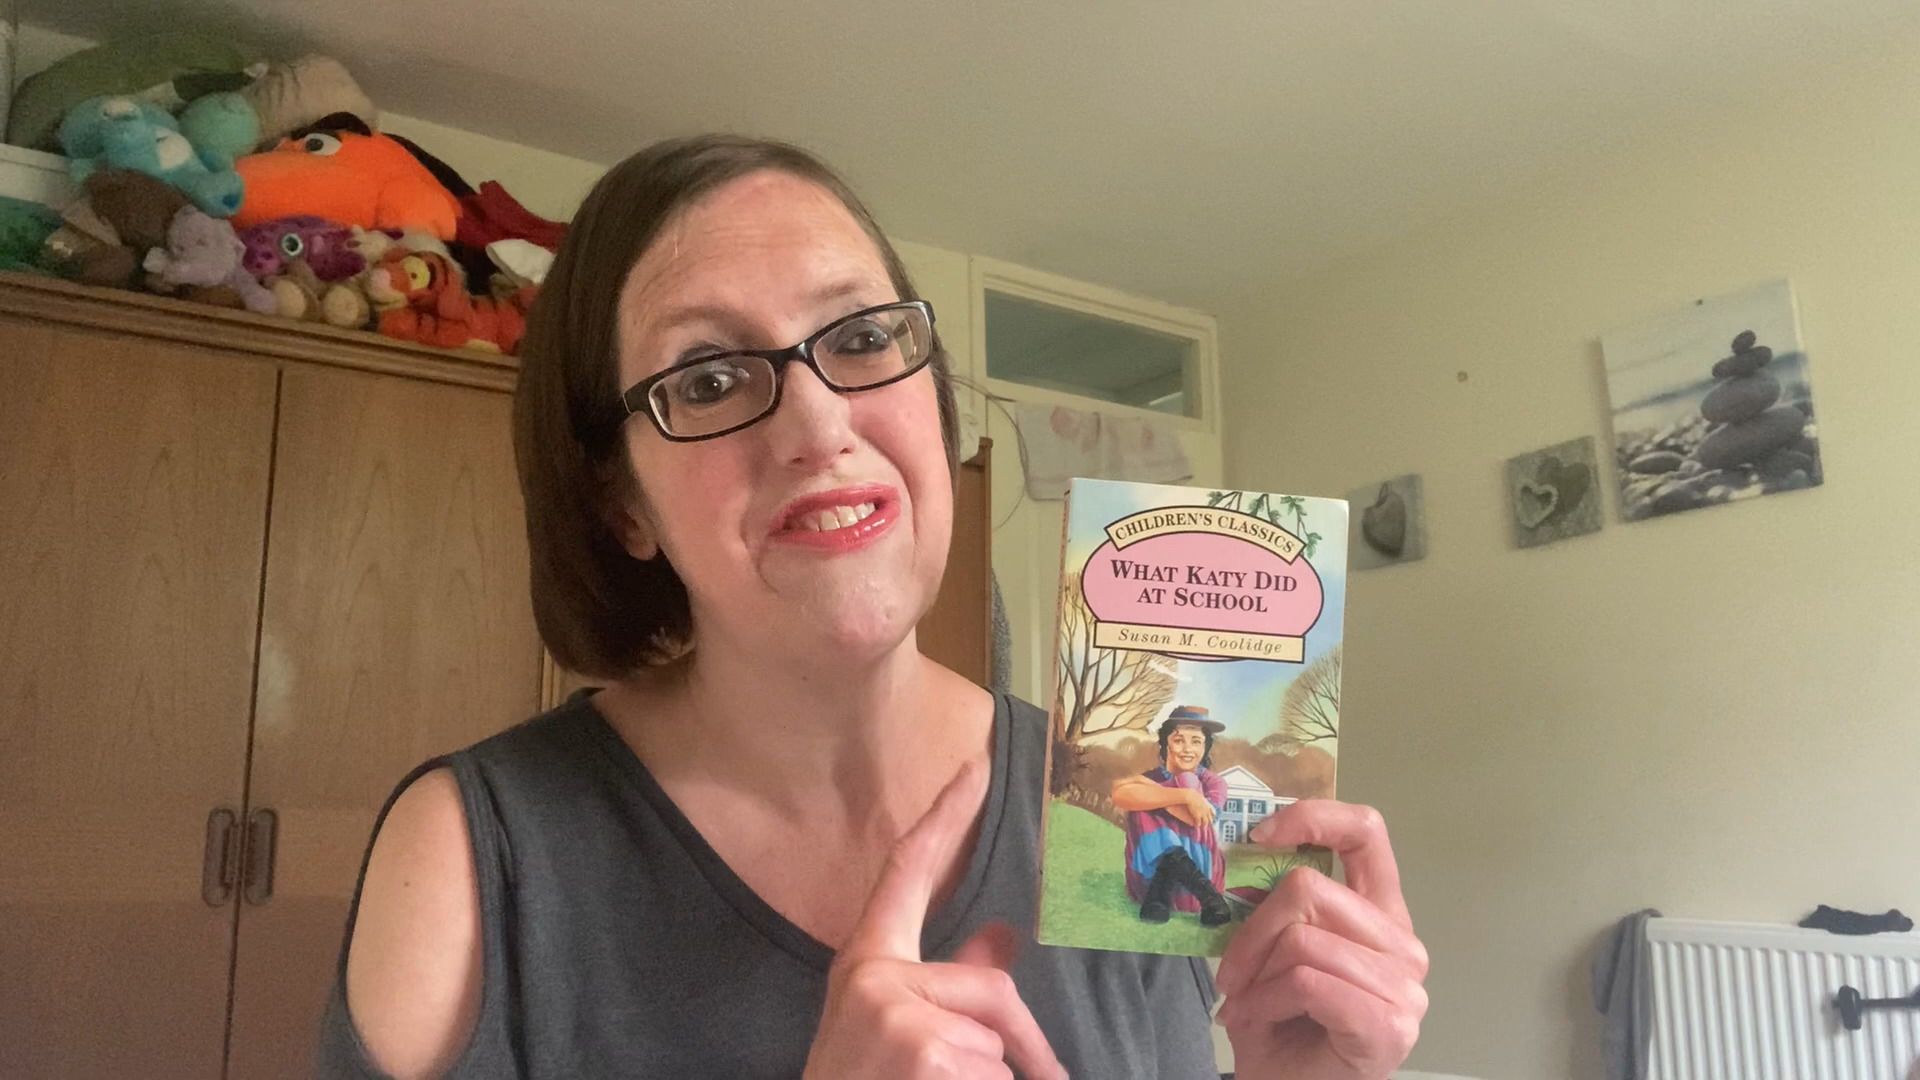 CHILDREN'S CLASSICS
WHAT KATY DID
AT SCHOOL
Susan M. Coolidge